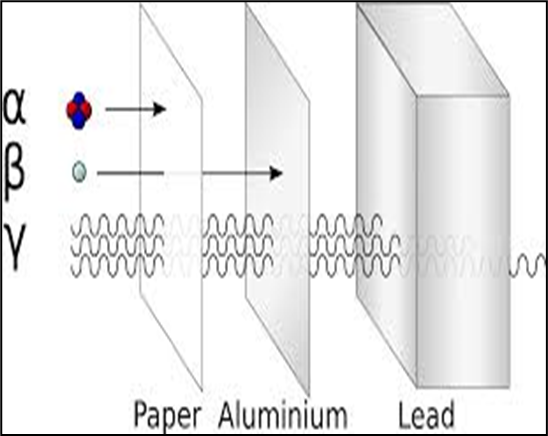 α
β
γ
Paper Aluminium Lead